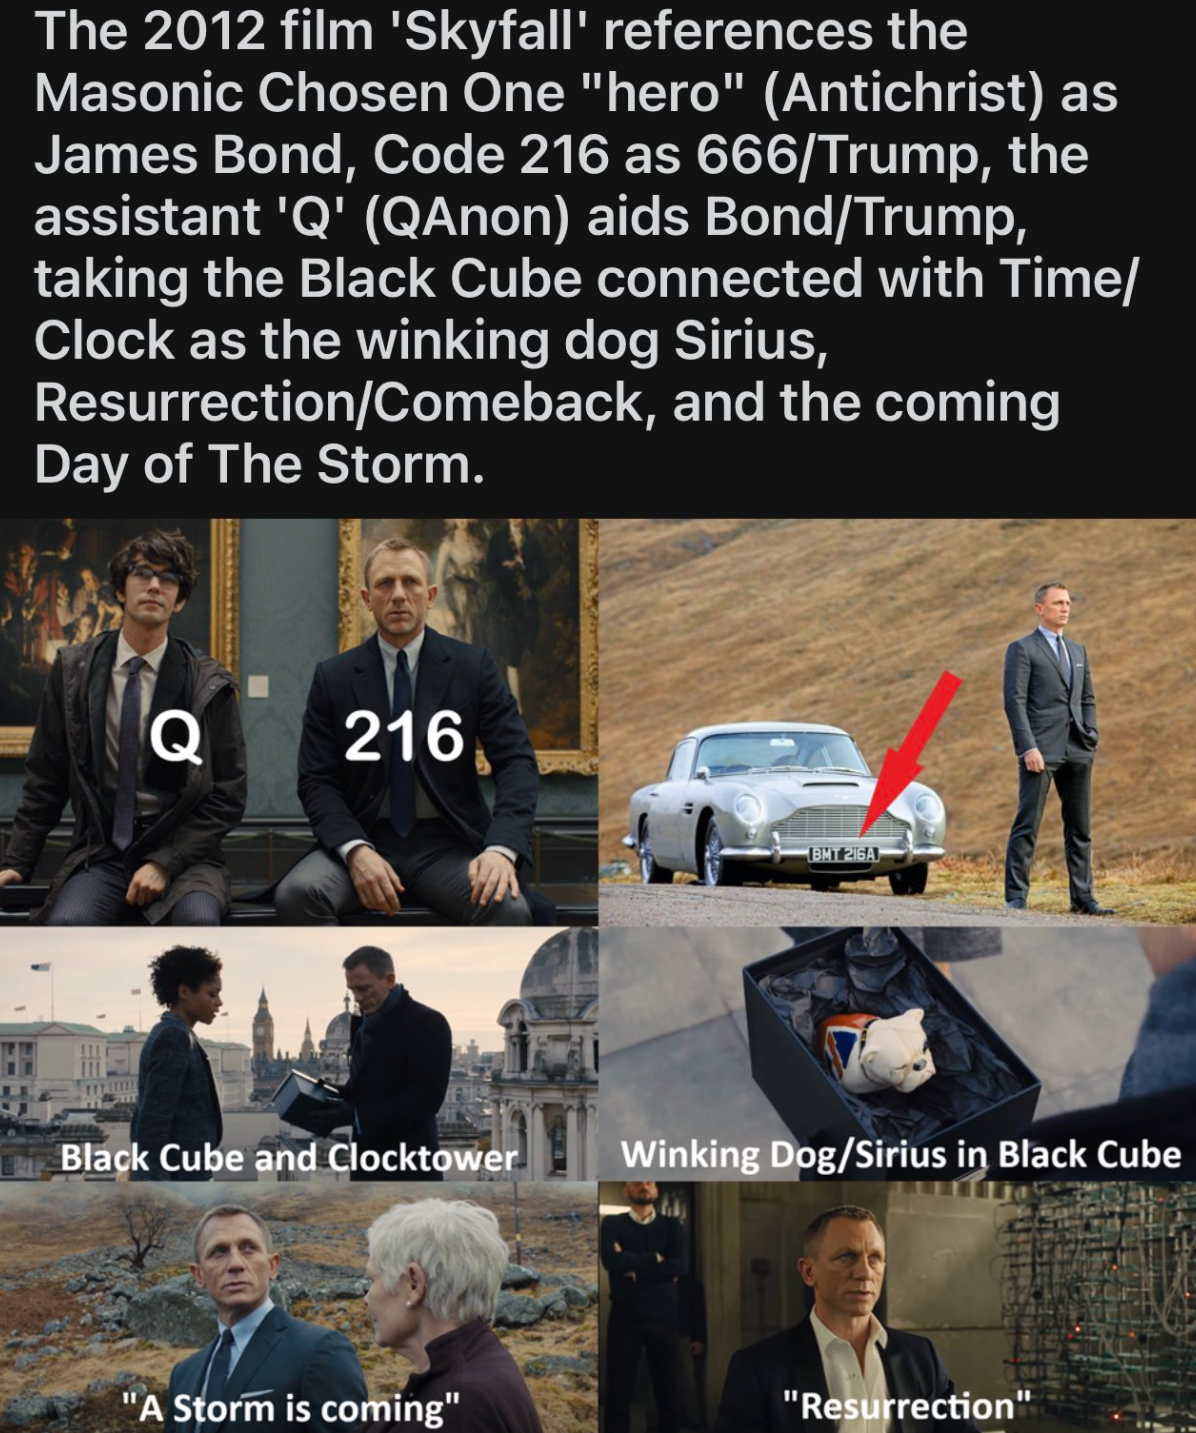 The 2012 film 'Skyfall' references the
Masonic Chosen One "hero" (Antichrist) as
James Bond, Code 216 as 666/Trump, the
assistant 'Q' (QAnon) aids Bond/Trump,
taking the Black Cube connected with Time/
Clock as the winking dog Sirius,
Resurrection/Comeback, and the coming
Day of The Storm.
Q
216
BMT 216A
Black Cube and Clocktower
Winking Dog/Sirius in Black Cube
"A Storm is coming"
"Resurrection"